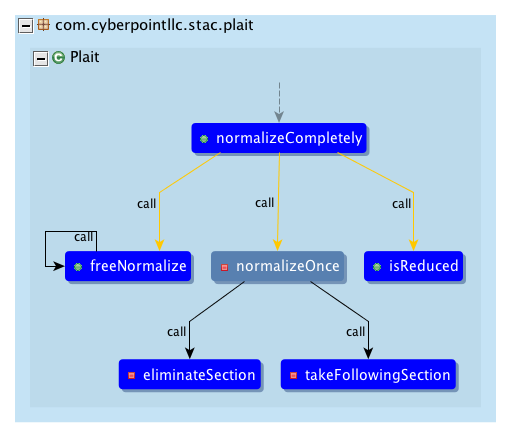 com.cyberpointllc.stac.plait
C Plait
normalizeCompletely
call call call
call
freeNormalize normalizeOnce isReduced
call call
eliminateSection takeFollowingSection